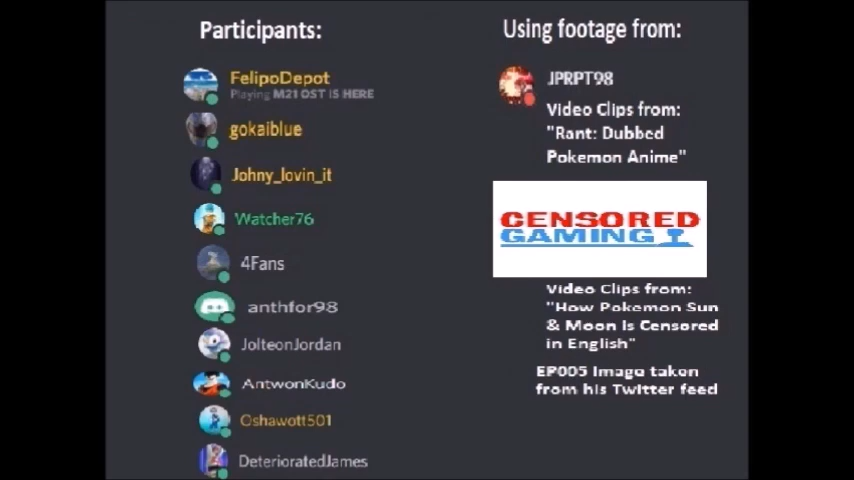 Participants:
FelipoDepot
Playing M21 OST IS HERE
gokaiblue
Johny_lovin_it
Watcher76
4Fans
anthfor98
JolteonJordan
AntwonKudo
Oshawott501
DeterioratedJames
Using footage from:
JPRPT98
Video Clips from:
"Rant: Dubbed
Pokemon Anime"
CENSORED
GAMING
Video Clips from:
"How Pokemon Sun
& Moon is Censored
in English"
EP005 Image taken
from his Twitter feed